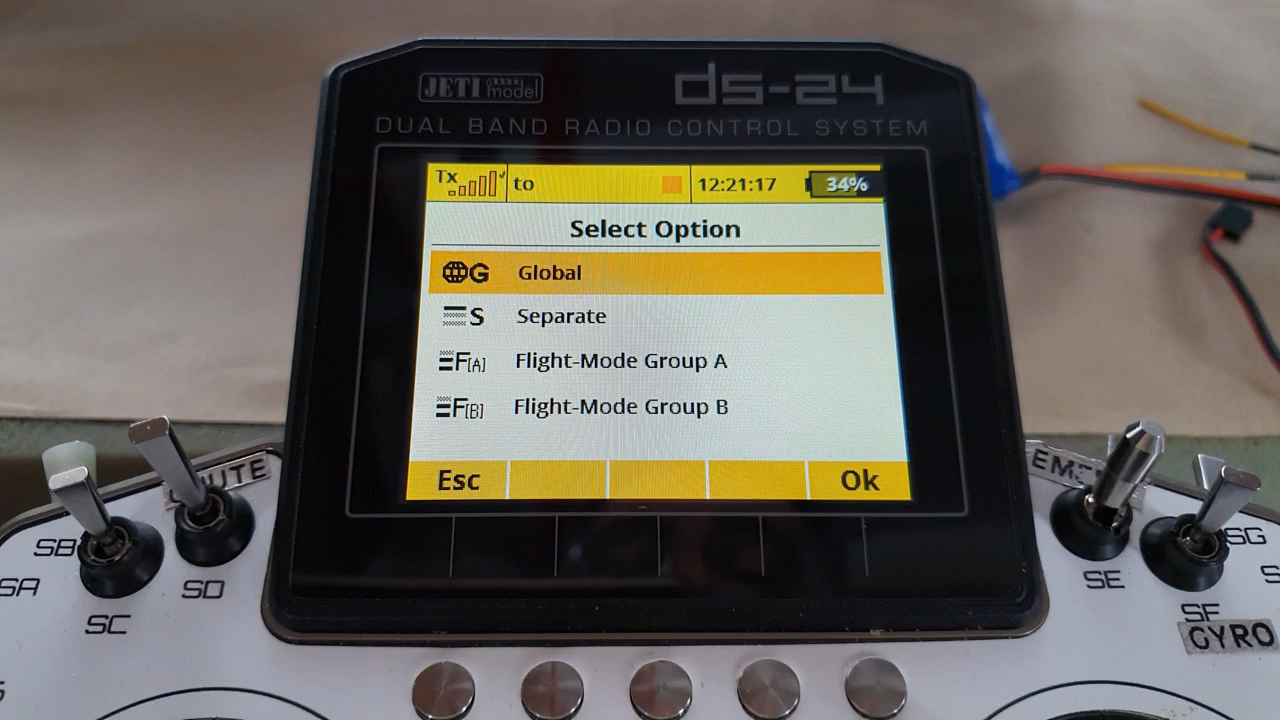 JETI model
ds-24
DUAL BAND RADIO CONTROL SYSTEM
Tx to 12:21:17 34%
Select Option
G Global
S Separate
F[A] Flight-Mode Group A
F[B] Flight-Mode Group B
Esc Ok
SB
SA
SC
SD
SE
SG
SF
GYRO